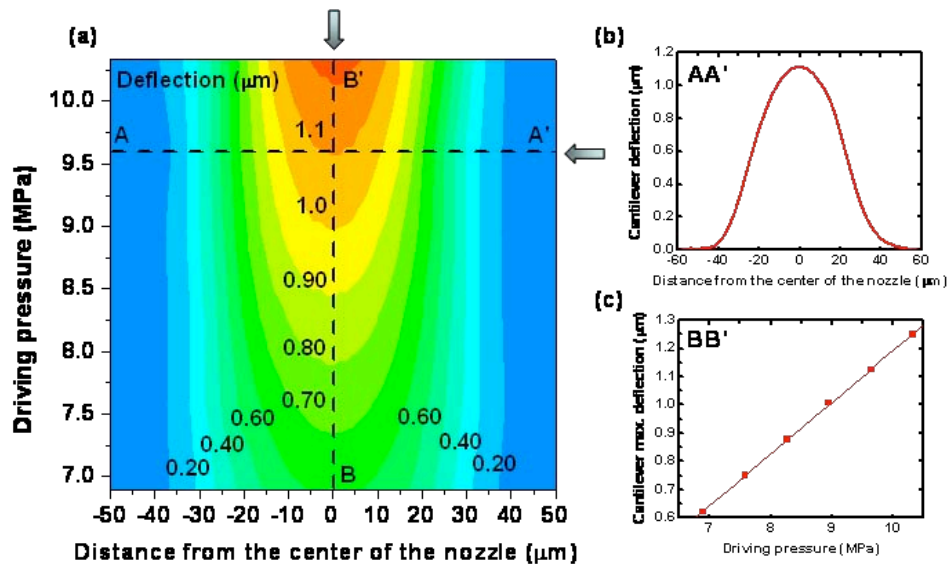 (a)
Deflection (μm)
B'
A
A'
1.1
1.0
0.90
0.80
0.70
0.60
0.60
0.40
0.40
0.20
0.20
B
10.0
9.5
9.0
8.5
8.0
7.5
7.0
Driving pressure (MPa)
-50 -40 -30 -20 -10 0 10 20 30 40 50
Distance from the center of the nozzle (μm)
(b)
AA'
1.2
1.0
0.8
0.6
0.4
0.2
0.0
Cantilever deflection (μm)
-60 -40 -20 0 20 40 60
Distance from the center of the nozzle (μm)
(c)
BB'
1.3
1.2
1.1
1.0
0.9
0.8
0.7
0.6
Cantilever max. deflection (μm)
7 8 9 10
Driving pressure (MPa)